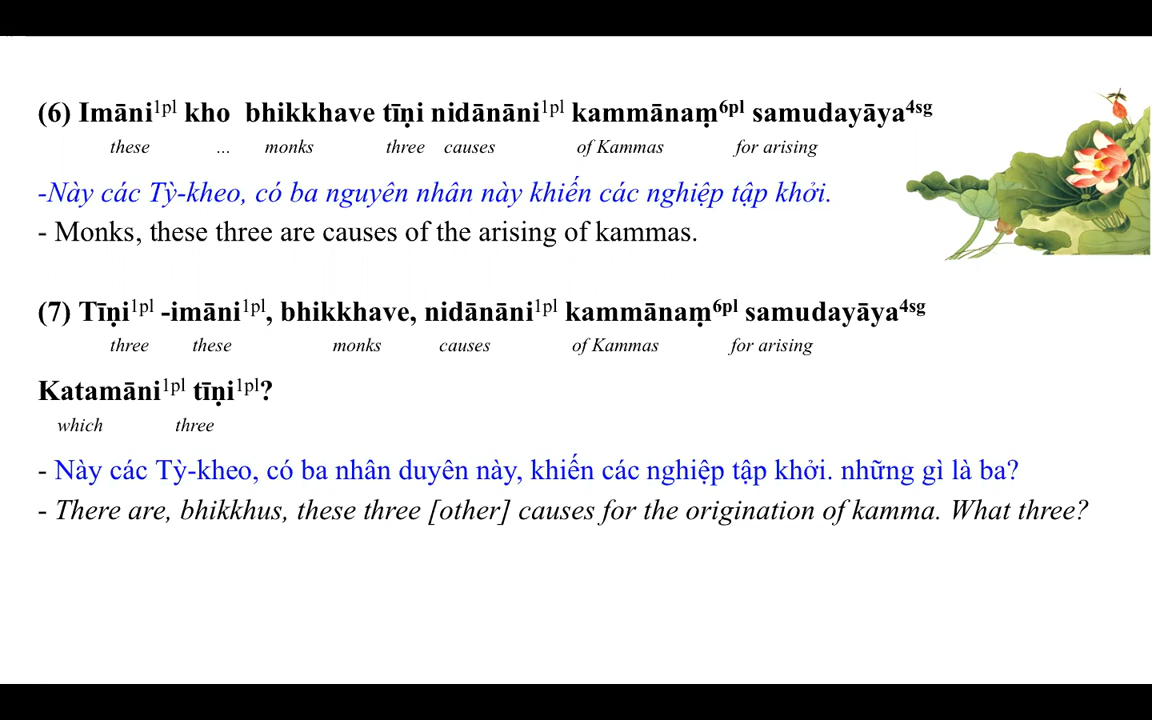 (6) Imāni1pl kho bhikkhave tīṇi nidānāni1pl kammānaṃ6pl samudayāya4sg
these ... monks three causes of Kammas for arising
-Này các Tỳ-kheo, có ba nguyên nhân này khiến các nghiệp tập khởi.
- Monks, these three are causes of the arising of kammas.
(7) Tīṇi1pl -imāni1pl, bhikkhave, nidānāni1pl kammānaṃ6pl samudayāya4sg
three these monks causes of Kammas for arising
Katamāni1pl tīṇi1pl?
which three
- Này các Tỳ-kheo, có ba nhân duyên này, khiến các nghiệp tập khởi. những gì là ba?
- There are, bhikkhus, these three [other] causes for the origination of kamma. What three?